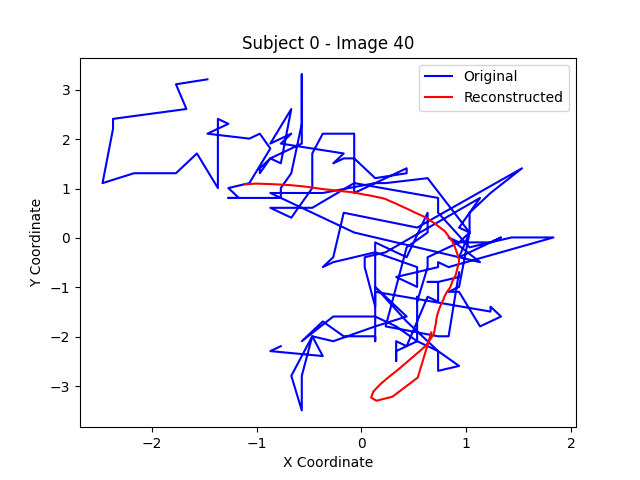 Subject 0 - Image 40
Original
Reconstructed
3
2
1
0
−1
−2
−3
Y Coordinate
−2
−1
0
1
2
X Coordinate